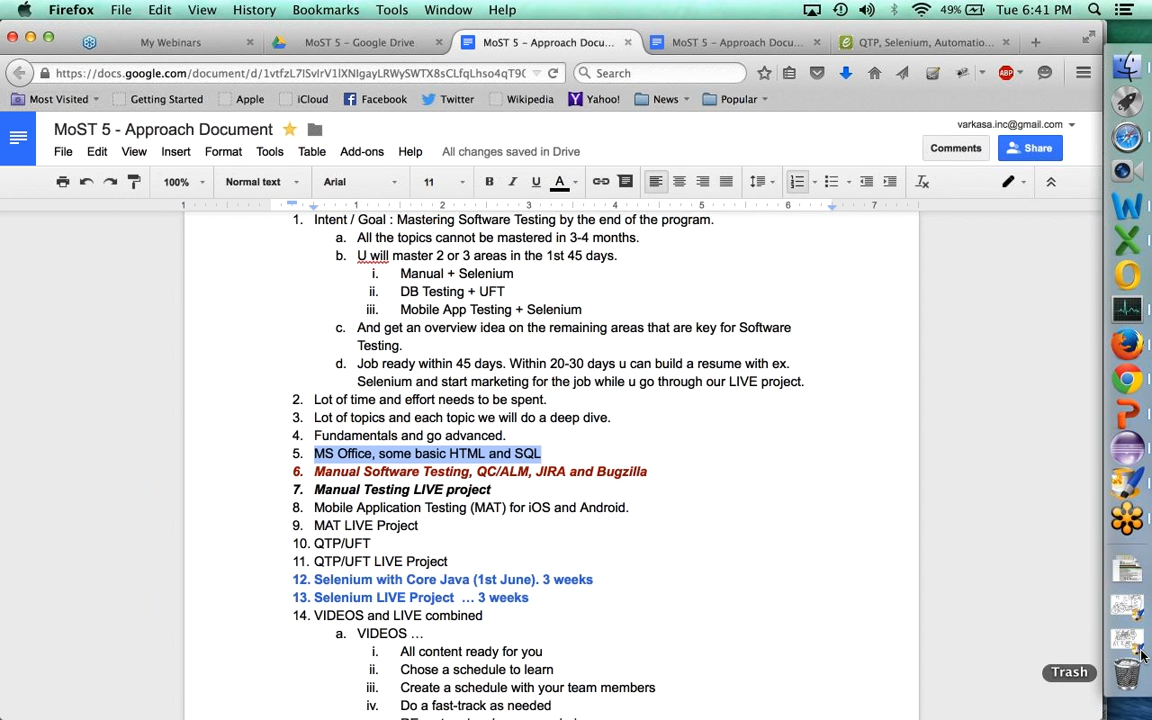 Firefox File Edit View History Bookmarks Tools Window Help 49% Tue 6:41 PM
My Webinars × MoST 5 - Google Drive × MoST 5 - Approach Docu... × MoST 5 - Approach Docu... × QTP, Selenium, Automatio... × +
Search
Most Visited Getting Started Apple iCloud Facebook Twitter Wikipedia Yahoo! News Popular
MoST 5 - Approach Document
varkasa.inc@gmail.com
File Edit View Insert Format Tools Table Add-ons Help All changes saved in Drive
Comments Share
100% Normal text Arial 11 B I U A
1 1 2 3 4 5 6 7
1. Intent / Goal : Mastering Software Testing by the end of the program.
a. All the topics cannot be mastered in 3-4 months.
b. U will master 2 or 3 areas in the 1st 45 days.
i. Manual + Selenium
ii. DB Testing + UFT
iii. Mobile App Testing + Selenium
c. And get an overview idea on the remaining areas that are key for Software
Testing.
d. Job ready within 45 days. Within 20-30 days u can build a resume with ex.
Selenium and start marketing for the job while u go through our LIVE project.
2. Lot of time and effort needs to be spent.
3. Lot of topics and each topic we will do a deep dive.
4. Fundamentals and go advanced.
5. MS Office, some basic HTML and SQL
6. Manual Software Testing, QC/ALM, JIRA and Bugzilla
7. Manual Testing LIVE project
8. Mobile Application Testing (MAT) for iOS and Android.
9. MAT LIVE Project
10. QTP/UFT
11. QTP/UFT LIVE Project
12. Selenium with Core Java (1st June). 3 weeks
13. Selenium LIVE Project ... 3 weeks
14. VIDEOS and LIVE combined
a. VIDEOS ...
i. All content ready for you
ii. Chose a schedule to learn
iii. Create a schedule with your team members
iv. Do a fast-track as needed
Trash